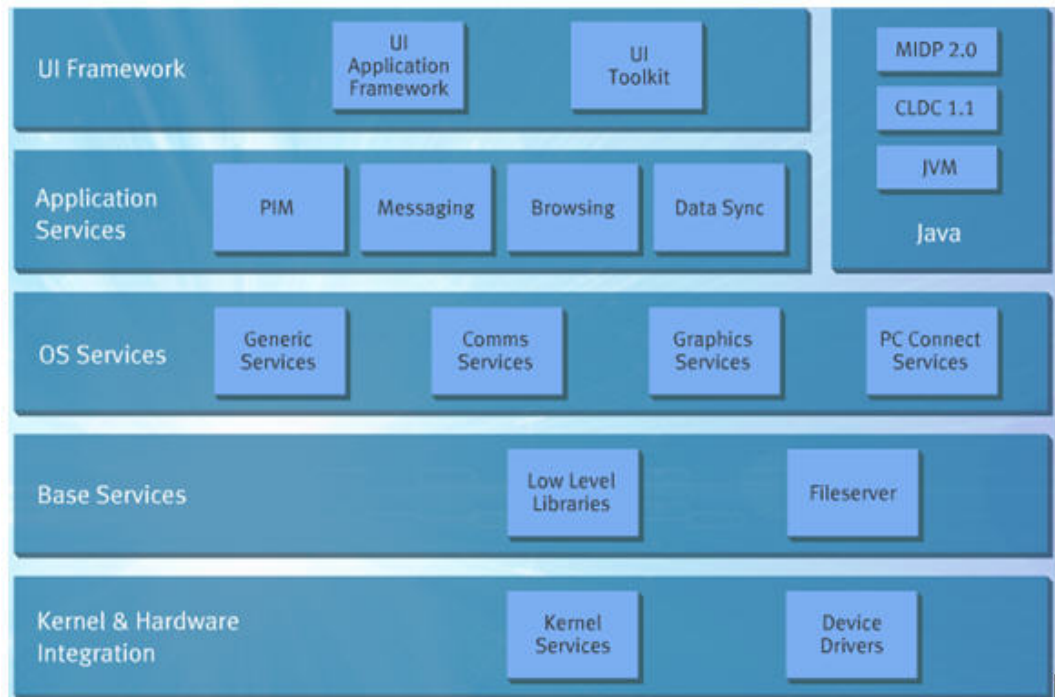 UI Framework
UI
Application
Framework
UI
Toolkit
MIDP 2.0
CLDC 1.1
JVM
Java
Application
Services
PIM
Messaging
Browsing
Data Sync
OS Services
Generic
Services
Comms
Services
Graphics
Services
PC Connect
Services
Base Services
Low Level
Libraries
Fileserver
Kernel & Hardware
Integration
Kernel
Services
Device
Drivers